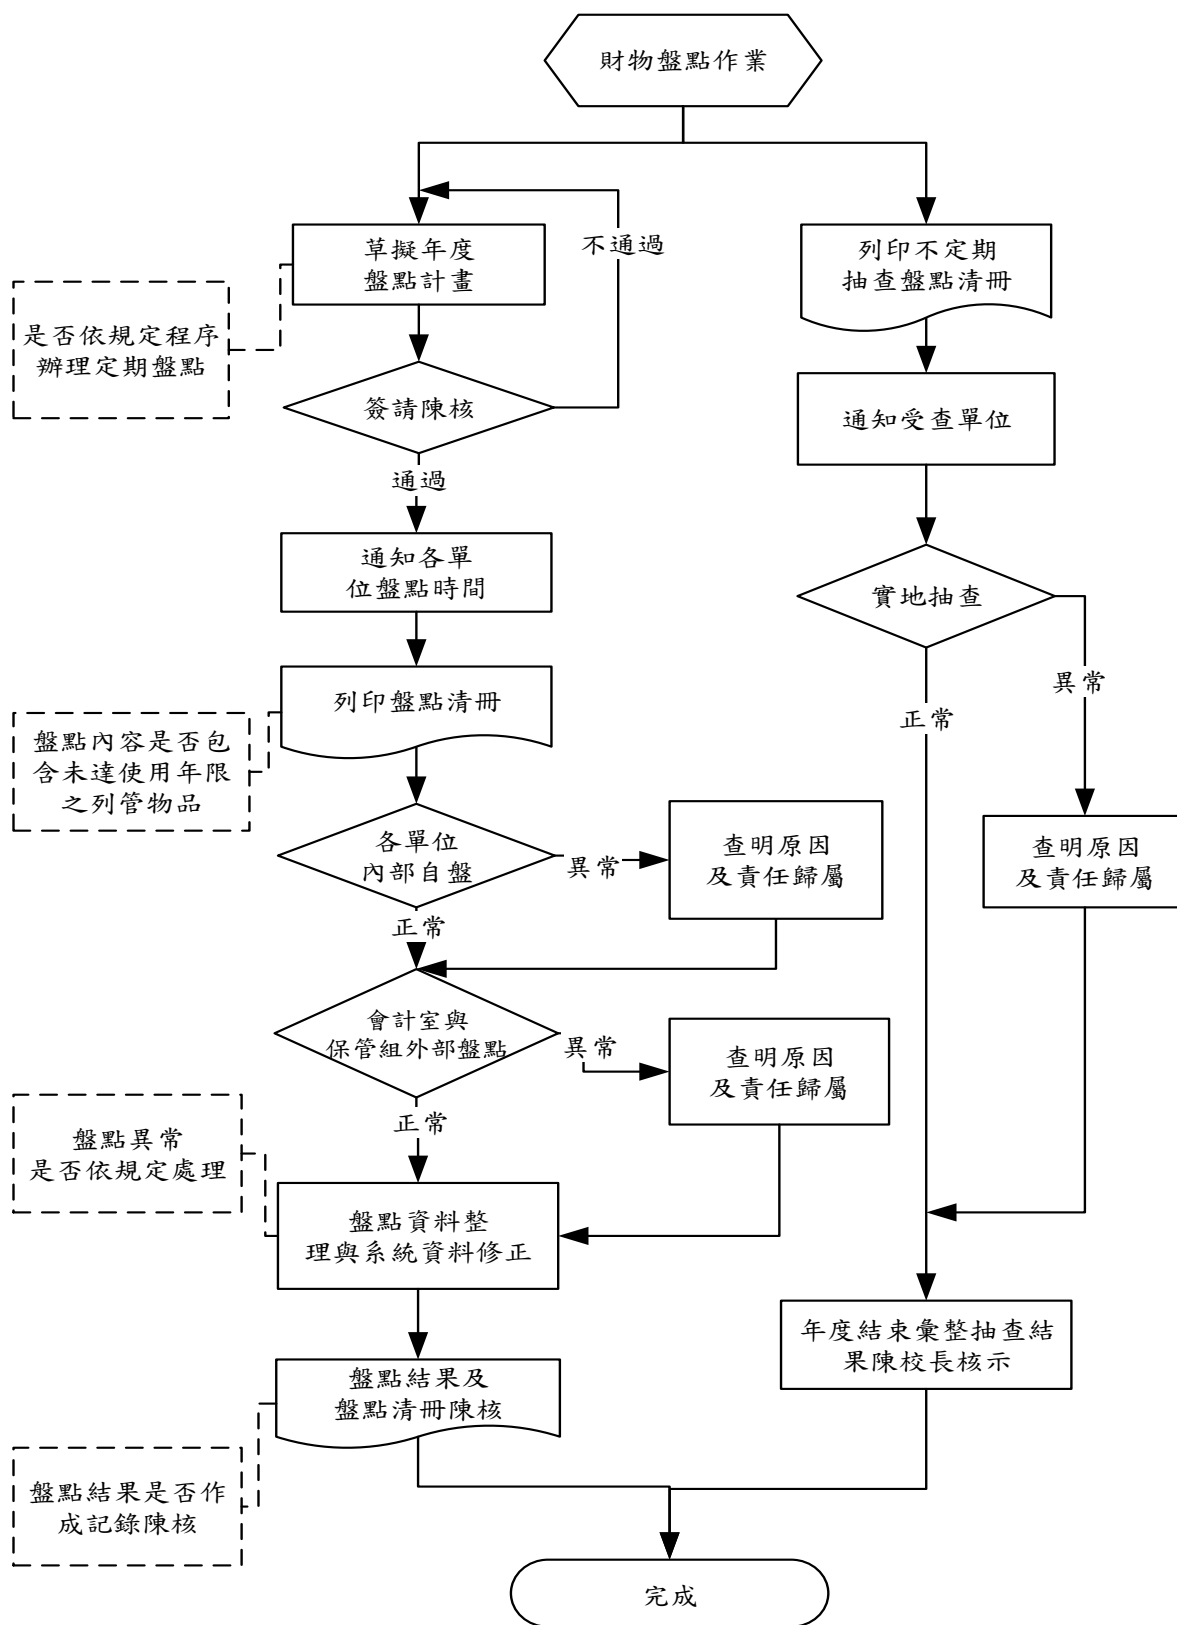 財物盤點作業
草擬年度
盤點計畫
不通過
列印不定期
抽查盤點清冊
是否依規定程序
辦理定期盤點
簽請陳核
通知受查單位
通過
通知各單
位盤點時間
實地抽查
異常
正常
列印盤點清冊
盤點內容是否包
含未達使用年限
之列管物品
各單位
內部自盤
異常
查明原因
及責任歸屬
查明原因
及責任歸屬
正常
會計室與
保管組外部盤點
異常
查明原因
及責任歸屬
正常
盤點異常
是否依規定處理
盤點資料整
理與系統資料修正
年度結束彙整抽查結
果陳校長核示
盤點結果及
盤點清冊陳核
盤點結果是否作
成記錄陳核
完成